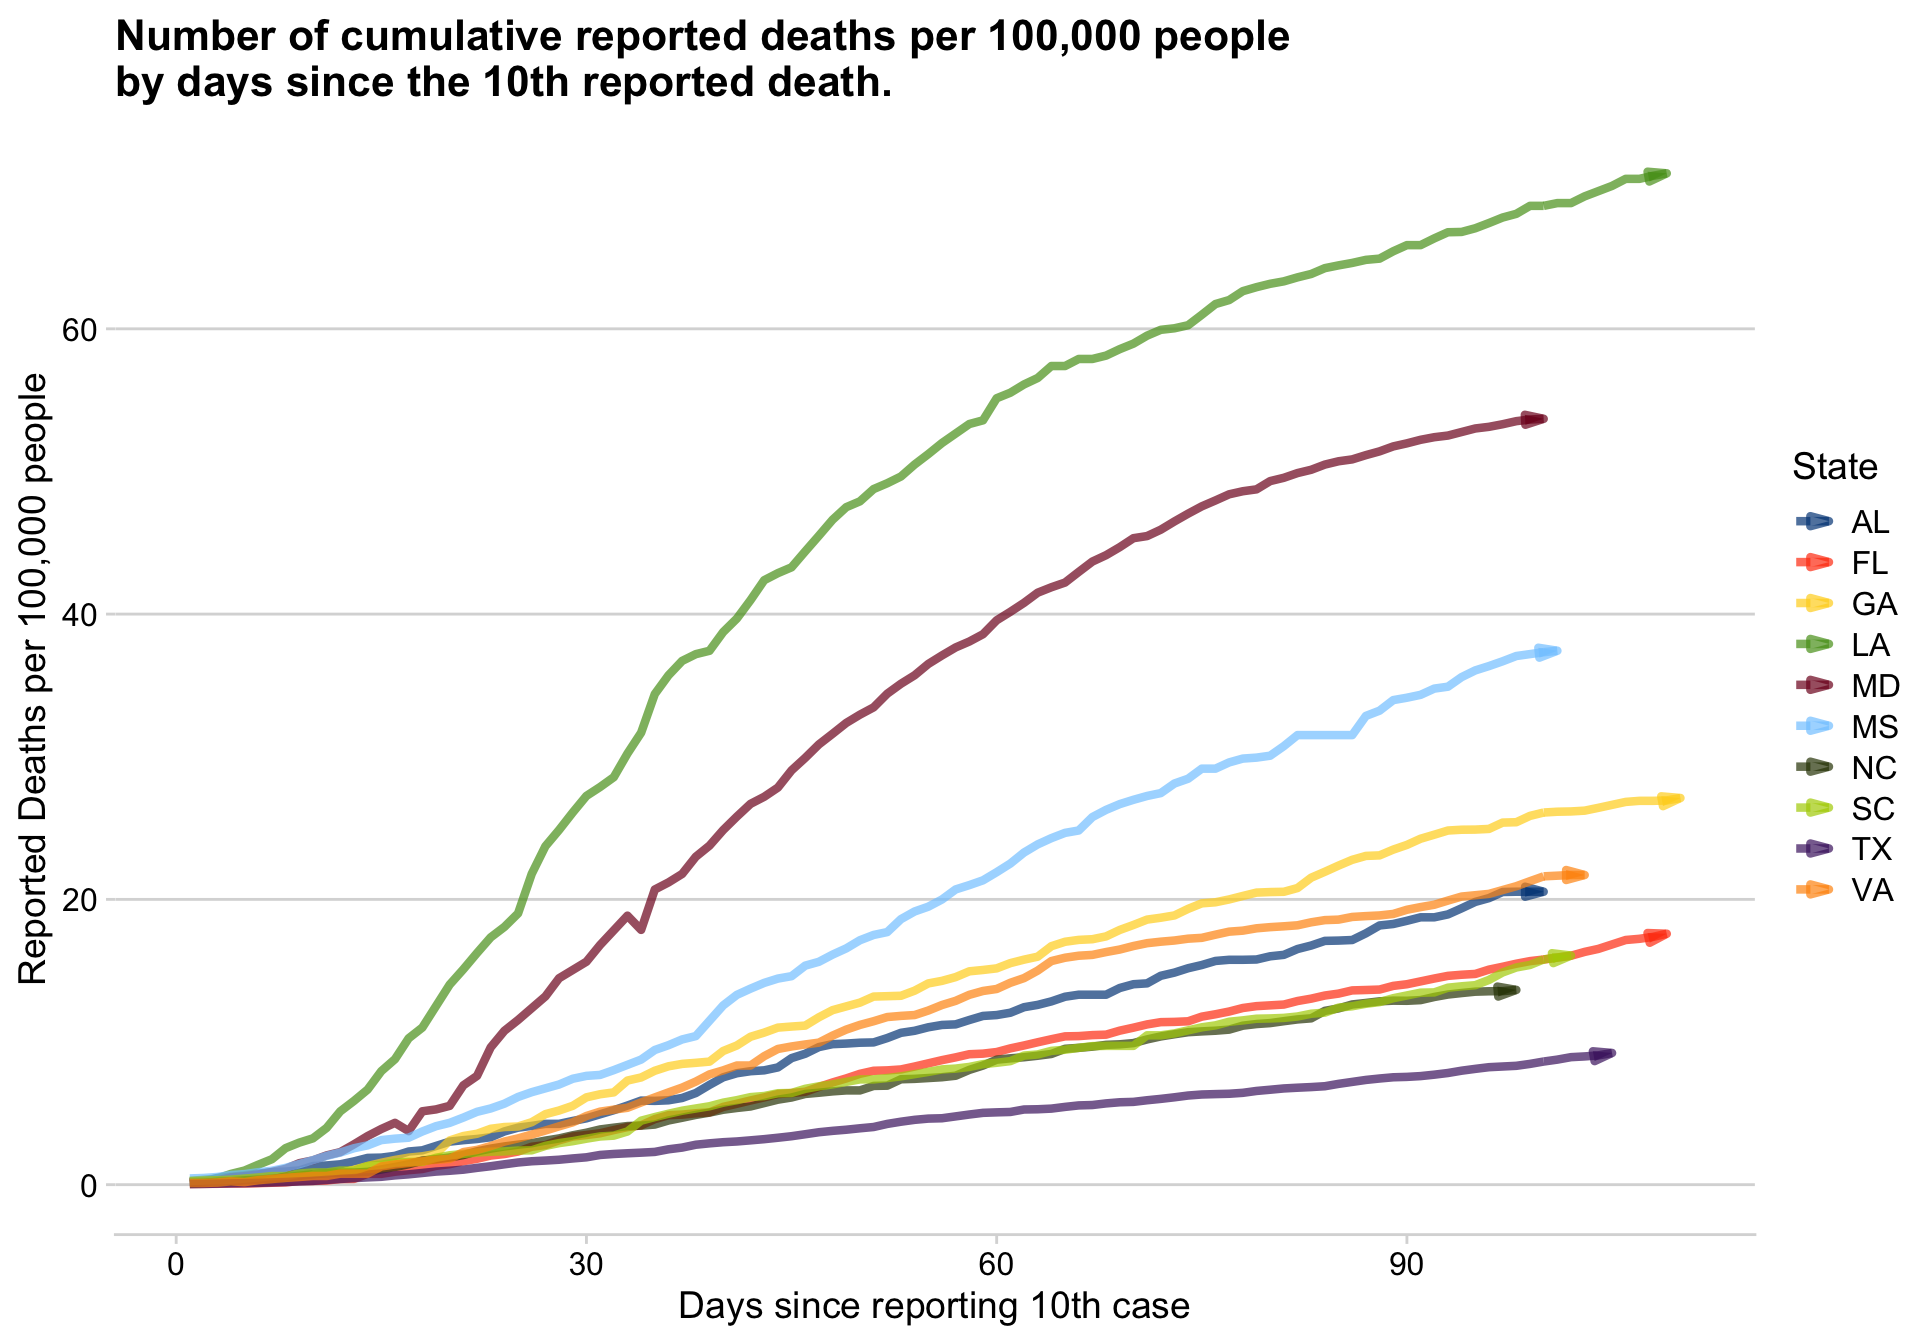 Number of cumulative reported deaths per 100,000 people
by days since the 10th reported death.
Reported Deaths per 100,000 people
60
40
20
0
0
30
60
90
Days since reporting 10th case
State
AL
FL
GA
LA
MD
MS
NC
SC
TX
VA